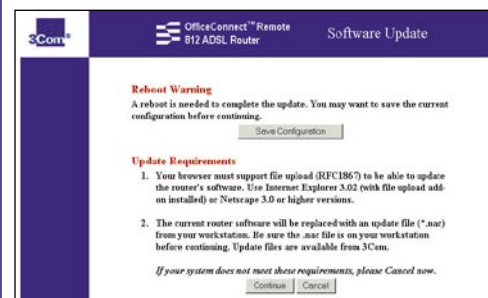 3Com®
OfficeConnect™ Remote
812 ADSL Router
Software Update
Reboot Warning
A reboot is needed to complete the update. You may want to save the current
configuration before continuing.
Save Configuration
Update Requirements
1. Your browser must support file upload (RFC1867) to be able to update
the router's software. Use Internet Explorer 3.02 (with file upload add-
on installed) or Netscape 3.0 or higher versions.
2. The current router software will be replaced with an update file (*.nac)
from your workstation. Be sure the .nac file is on your workstation
before continuing. Update files are available from 3Com.
If your system does not meet these requirements, please Cancel now.
Continue Cancel